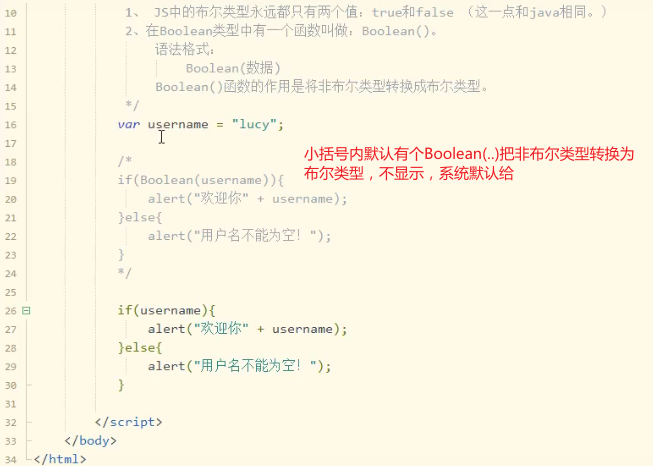 10 1、 JS中的布尔类型永远都只有两个值：true和false （这一点和java相同。）
11 2、在Boolean类型中有一个函数叫做：Boolean()。
12 语法格式：
13 Boolean(数据)
14 Boolean()函数的作用是将非布尔类型转换成布尔类型。
15 */
16 var username = "lucy";
17
18 /*
小括号内默认有个Boolean(..)把非布尔类型转换为
布尔类型，不显示，系统默认给
19 if(Boolean(username)){
20 alert("欢迎你" + username);
21 }else{
22 alert("用户名不能为空！");
23 }
24 */
25
26 if(username){
27 alert("欢迎你" + username);
28 }else{
29 alert("用户名不能为空！");
30 }
31
32 </script>
33 </body>
34 </html>